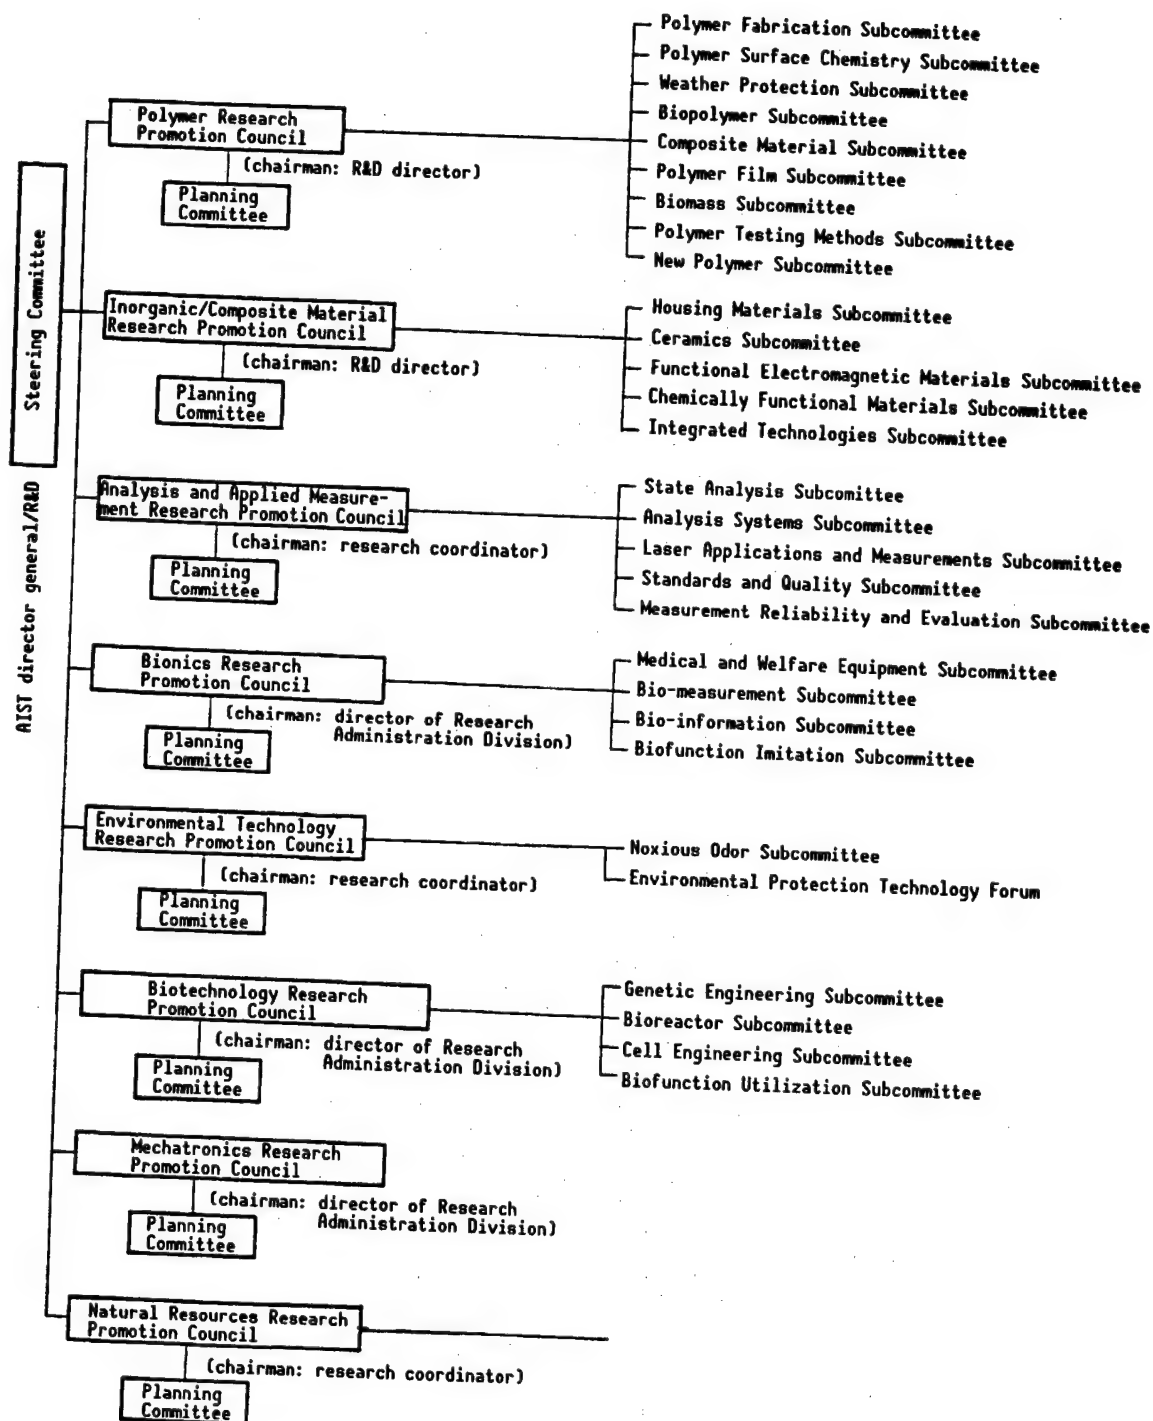 Steering Committee
AIST director general/R&D
Polymer Research
Promotion Council
(chairman: R&D director)
Planning
Committee
Polymer Fabrication Subcommittee
Polymer Surface Chemistry Subcommittee
Weather Protection Subcommittee
Biopolymer Subcommittee
Composite Material Subcommittee
Polymer Film Subcommittee
Biomass Subcommittee
Polymer Testing Methods Subcommittee
New Polymer Subcommittee
Inorganic/Composite Material
Research Promotion Council
(chairman: R&D director)
Planning
Committee
Housing Materials Subcommittee
Ceramics Subcommittee
Functional Electromagnetic Materials Subcommittee
Chemically Functional Materials Subcommittee
Integrated Technologies Subcommittee
Analysis and Applied Measure-
ment Research Promotion Council
(chairman: research coordinator)
Planning
Committee
State Analysis Subcomittee
Analysis Systems Subcommittee
Laser Applications and Measurements Subcommittee
Standards and Quality Subcommittee
Measurement Reliability and Evaluation Subcommittee
Bionics Research
Promotion Council
(chairman: director of Research
Administration Division)
Planning
Committee
Medical and Welfare Equipment Subcommittee
Bio-measurement Subcommittee
Bio-information Subcommittee
Biofunction Imitation Subcommittee
Environmental Technology
Research Promotion Council
(chairman: research coordinator)
Planning
Committee
Noxious Odor Subcommittee
Environmental Protection Technology Forum
Biotechnology Research
Promotion Council
(chairman: director of Research
Administration Division)
Planning
Committee
Genetic Engineering Subcommittee
Bioreactor Subcommittee
Cell Engineering Subcommittee
Biofunction Utilization Subcommittee
Mechatronics Research
Promotion Council
(chairman: director of Research
Administration Division)
Planning
Committee
Natural Resources Research
Promotion Council
(chairman: research coordinator)
Planning
Committee